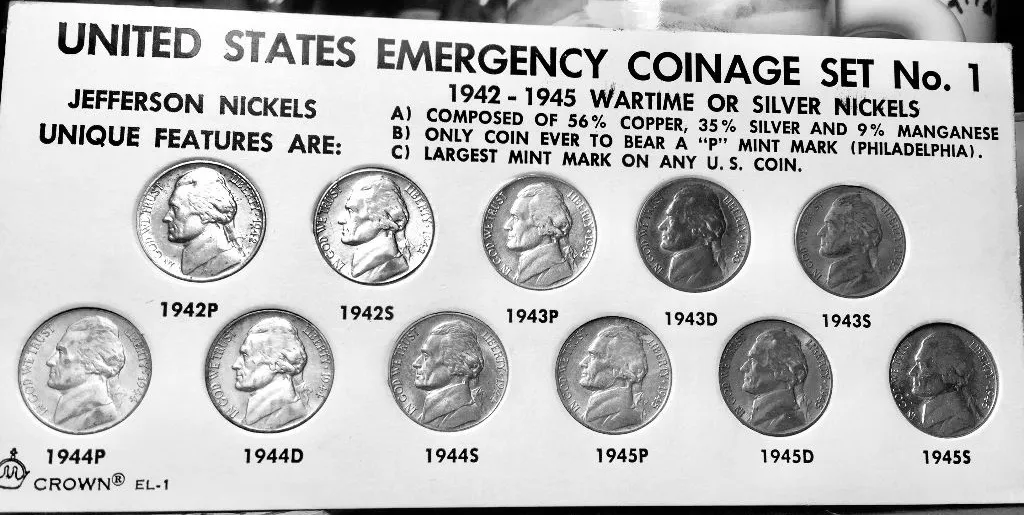 UNITED STATES EMERGENCY COINAGE SET No. 1
JEFFERSON NICKELS
UNIQUE FEATURES ARE:
1942 - 1945 WARTIME OR SILVER NICKELS
A) COMPOSED OF 56% COPPER, 35% SILVER AND 9% MANGANESE
B) ONLY COIN EVER TO BEAR A "P" MINT MARK (PHILADELPHIA).
C) LARGEST MINT MARK ON ANY U. S. COIN.
1942P 1942S 1943P 1943D 1943S
1944P 1944D 1944S 1945P 1945D 1945S
CROWN® EL-1